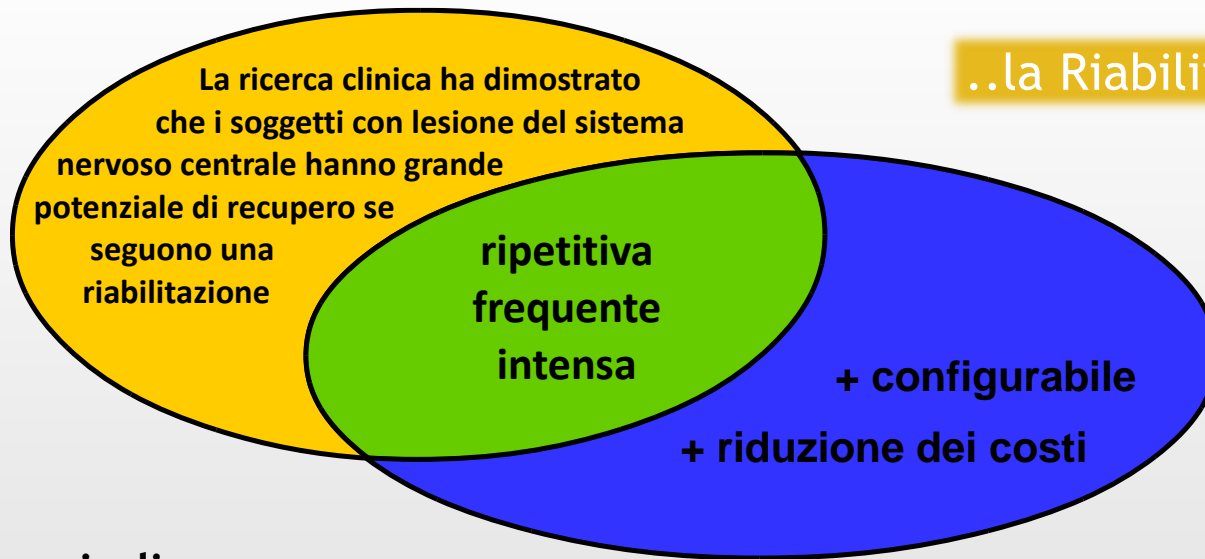 ..la Riabili
La ricerca clinica ha dimostrato
che i soggetti con lesione del sistema
nervoso centrale hanno grande
potenziale di recupero se
seguono una
riabilitazione
ripetitiva
frequente
intensa
+ configurabile
+ riduzione dei costi